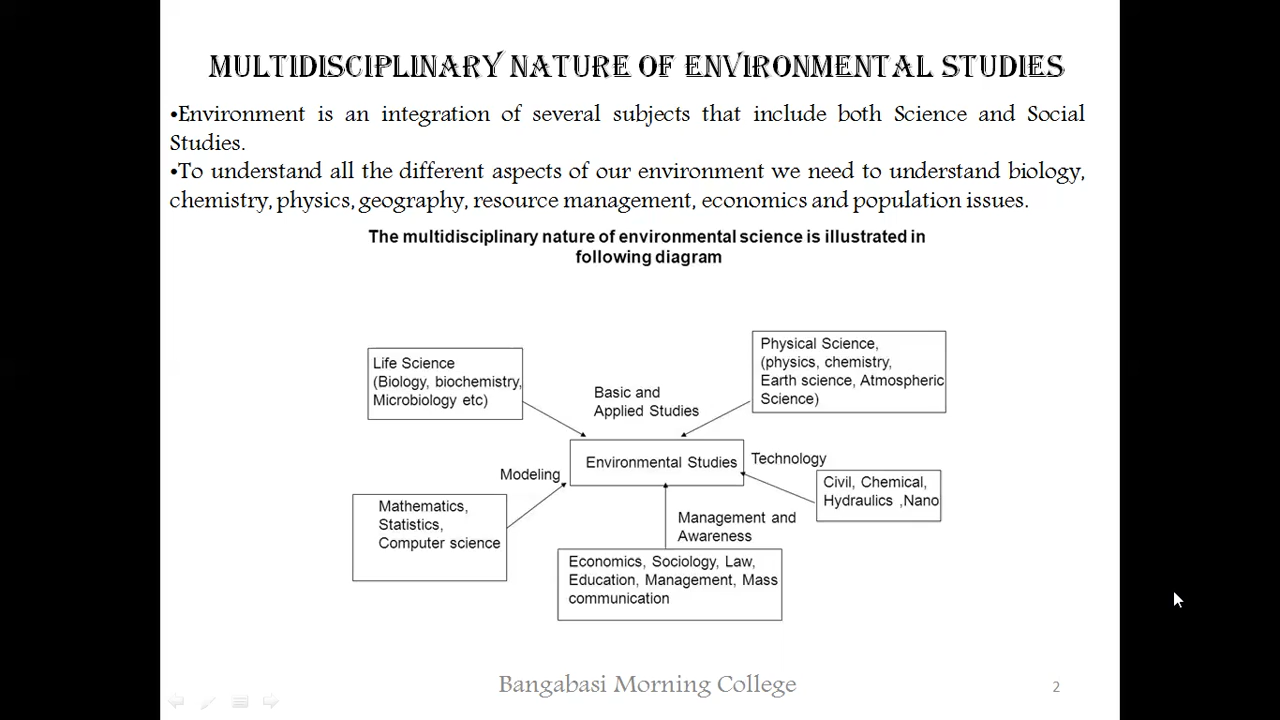 MULTIDISCIPLINARY NATURE OF ENVIRONMENTAL STUDIES
•Environment is an integration of several subjects that include both Science and Social
Studies.
•To understand all the different aspects of our environment we need to understand biology,
chemistry, physics, geography, resource management, economics and population issues.
The multidisciplinary nature of environmental science is illustrated in
following diagram
Life Science
(Biology, biochemistry,
Microbiology etc)
Basic and
Applied Studies
Physical Science,
(physics, chemistry,
Earth science, Atmospheric
Science)
Modeling
Environmental Studies
Technology
Mathematics,
Statistics,
Computer science
Management and
Awareness
Civil, Chemical,
Hydraulics ,Nano
Economics, Sociology, Law,
Education, Management, Mass
communication
Bangabasi Morning College
2